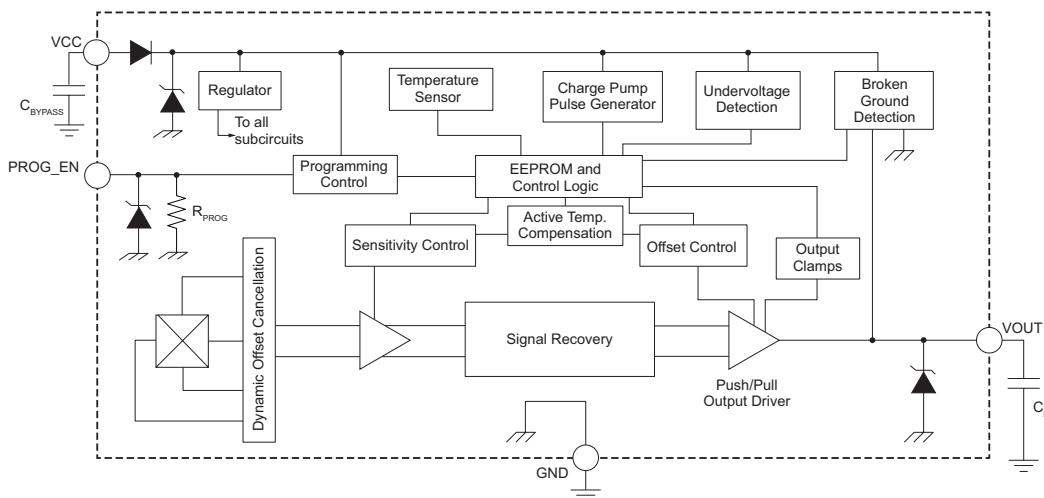 VCC
C_BYPASS
Regulator
To all
subcircuits
Temperature
Sensor
Charge Pump
Pulse Generator
Undervoltage
Detection
Broken
Ground
Detection
PROG_EN
R_PROG
Programming
Control
EEPROM and
Control Logic
Sensitivity Control
Active Temp.
Compensation
Offset Control
Output
Clamps
Dynamic Offset Cancellation
Signal Recovery
Push/Pull
Output Driver
VOUT
C
GND